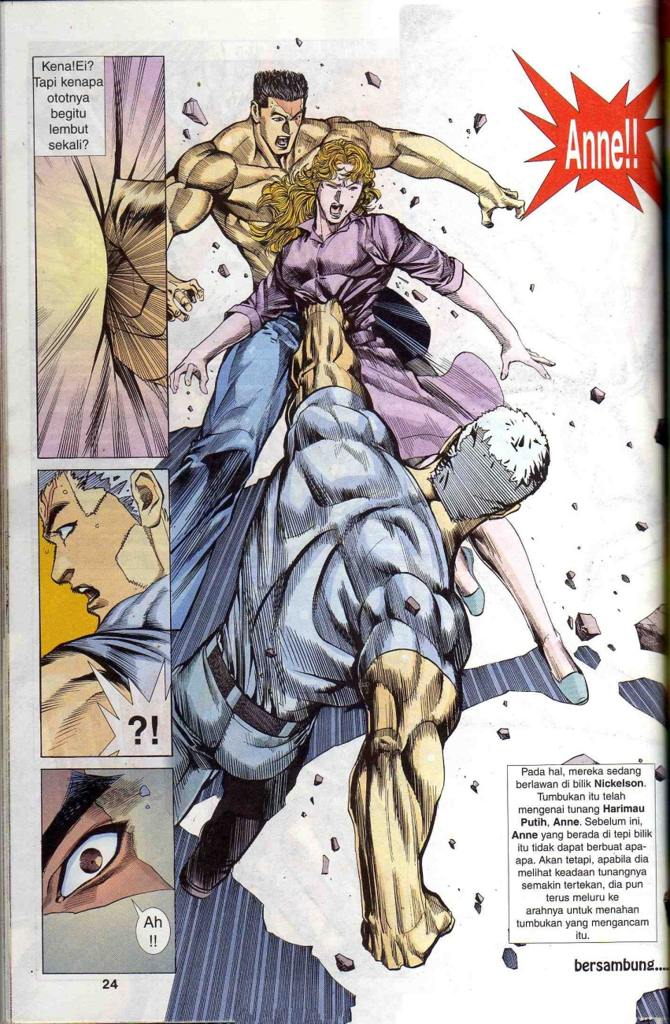 Kena!Ei?
Tapi kenapa
ototnya
begitu
lembut
sekali?
Anne!!
?!
Ah
!!
Pada hal, mereka sedang
berlawan di bilik Nickelson.
Tumbukan itu telah
mengenai tunang Harimau
Putih, Anne. Sebelum ini,
Anne yang berada di tepi bilik
itu tidak dapat berbuat apa-
apa. Akan tetapi, apabila dia
melihat keadaan tunangnya
semakin tertekan, dia pun
terus meluru ke
arahnya untuk menahan
tumbukan yang mengancam
itu.
bersambung....
24